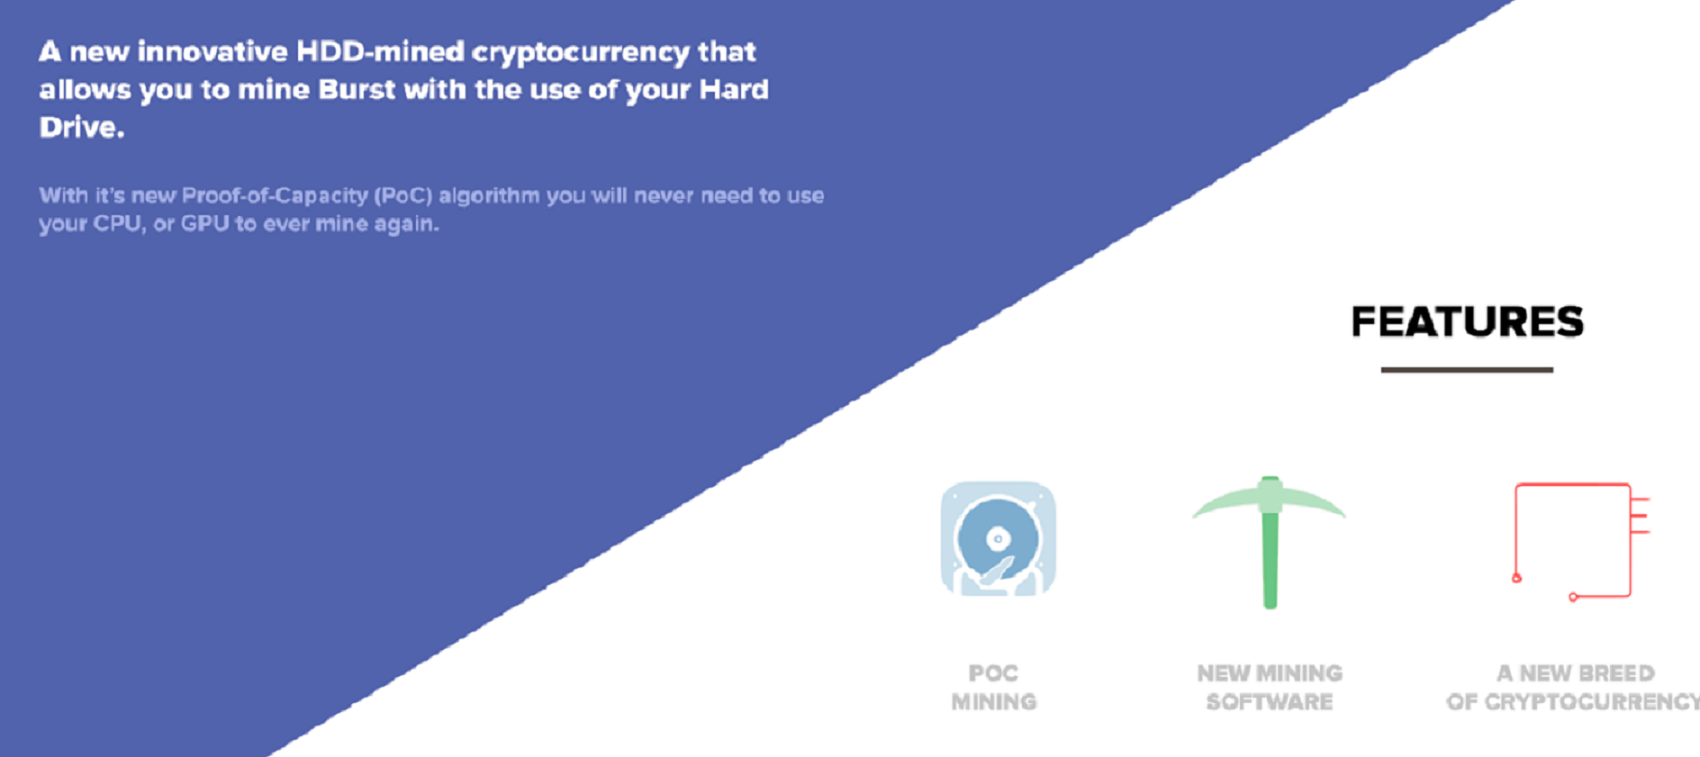 A new innovative HDD-mined cryptocurrency that
allows you to mine Burst with the use of your Hard
Drive.
With it's new Proof-of-Capacity (PoC) algorithm you will never need to use
your CPU, or GPU to ever mine again.
FEATURES
POC
MINING
NEW MINING
SOFTWARE
A NEW BREED
OF CRYPTOCURRENCY